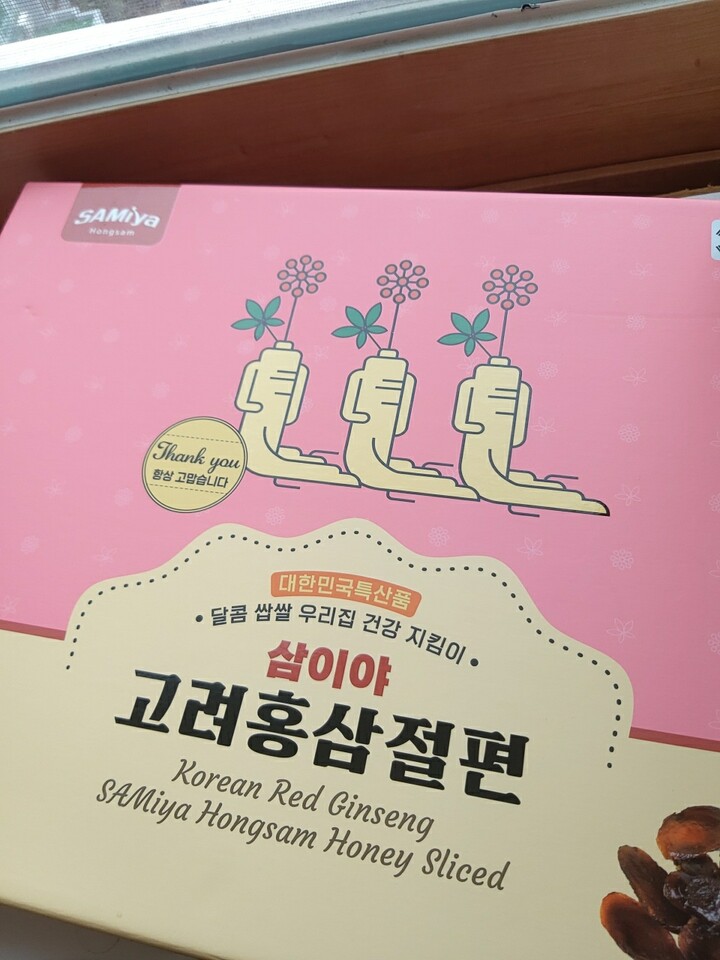 SAMiya
Hongsam
Thank you
항상 고맙습니다
대한민국특산품
• 달콤 쌉쌀 우리집 건강 지킴이 •
삼이야
고려홍삼절편
Korean Red Ginseng
SAMiya Hongsam Honey Sliced